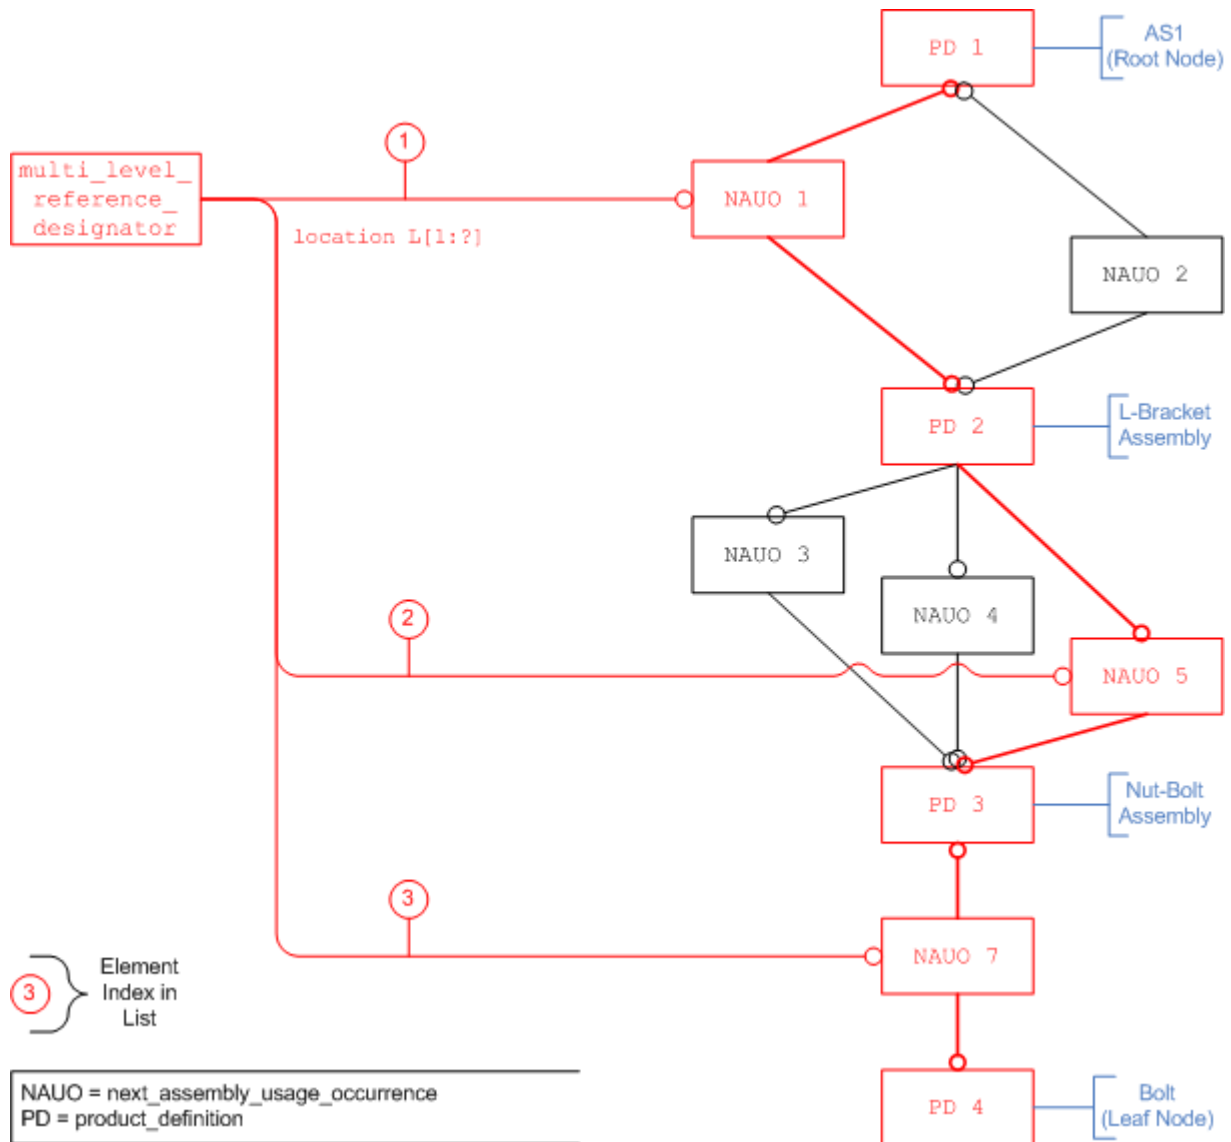 PD 1
AS1
(Root Node)
1
multi_level_
reference_
designator
NAUO 1
location L[1:?]
NAUO 2
PD 2
L-Bracket
Assembly
NAUO 3
NAUO 4
2
NAUO 5
PD 3
Nut-Bolt
Assembly
3
NAUO 7
3
Element
Index in
List
NAUO = next_assembly_usage_occurrence
PD = product_definition
PD 4
Bolt
(Leaf Node)